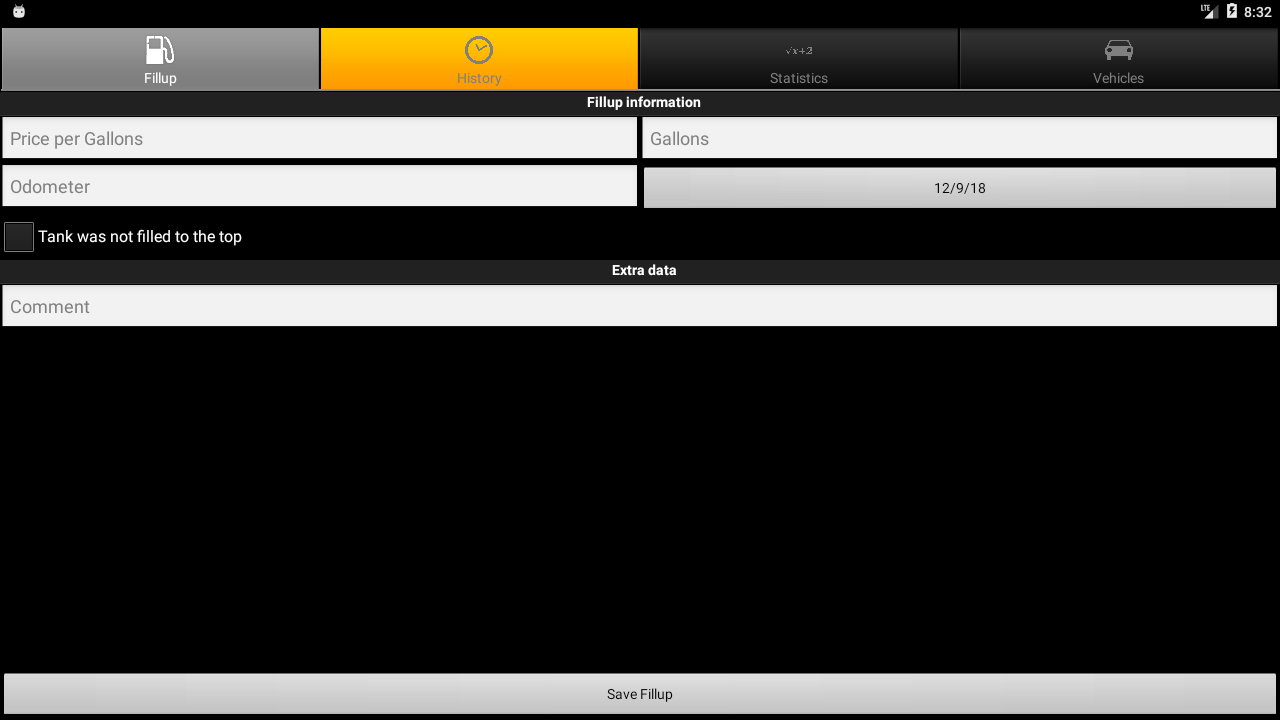 LTE 8:32
Fillup
History
√x+2
Statistics
Vehicles
Fillup information
Price per Gallons
Gallons
Odometer
12/9/18
Tank was not filled to the top
Extra data
Comment
Save Fillup